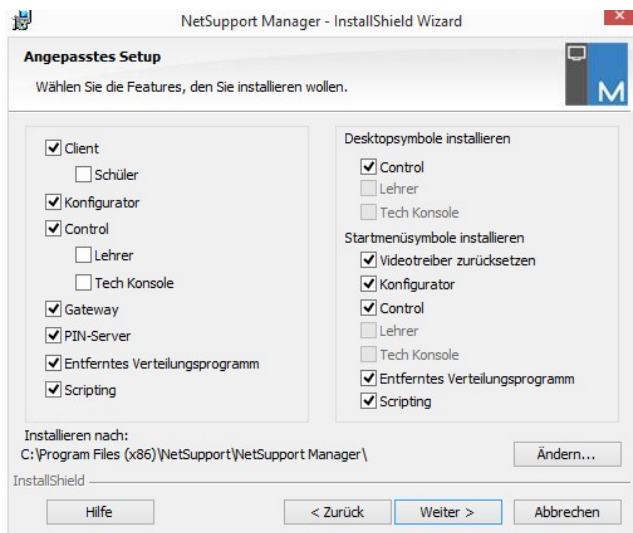 NetSupport Manager - InstallShield Wizard
Angepasstes Setup
Wählen Sie die Features, den Sie installieren wollen.
M
Client
Schüler
Konfigurator
Control
Lehrer
Tech Konsole
Gateway
PIN-Server
Entferntes Verteilungsprogramm
Scripting
Desktopsymbole installieren
Control
Lehrer
Tech Konsole
Startmenüsymbole installieren
Videotreiber zurücksetzen
Konfigurator
Control
Lehrer
Tech Konsole
Entferntes Verteilungsprogramm
Scripting
Installieren nach:
C:\Program Files (x86)\NetSupport\NetSupport Manager\
Ändern...
InstallShield
Hilfe
< Zurück
Weiter >
Abbrechen